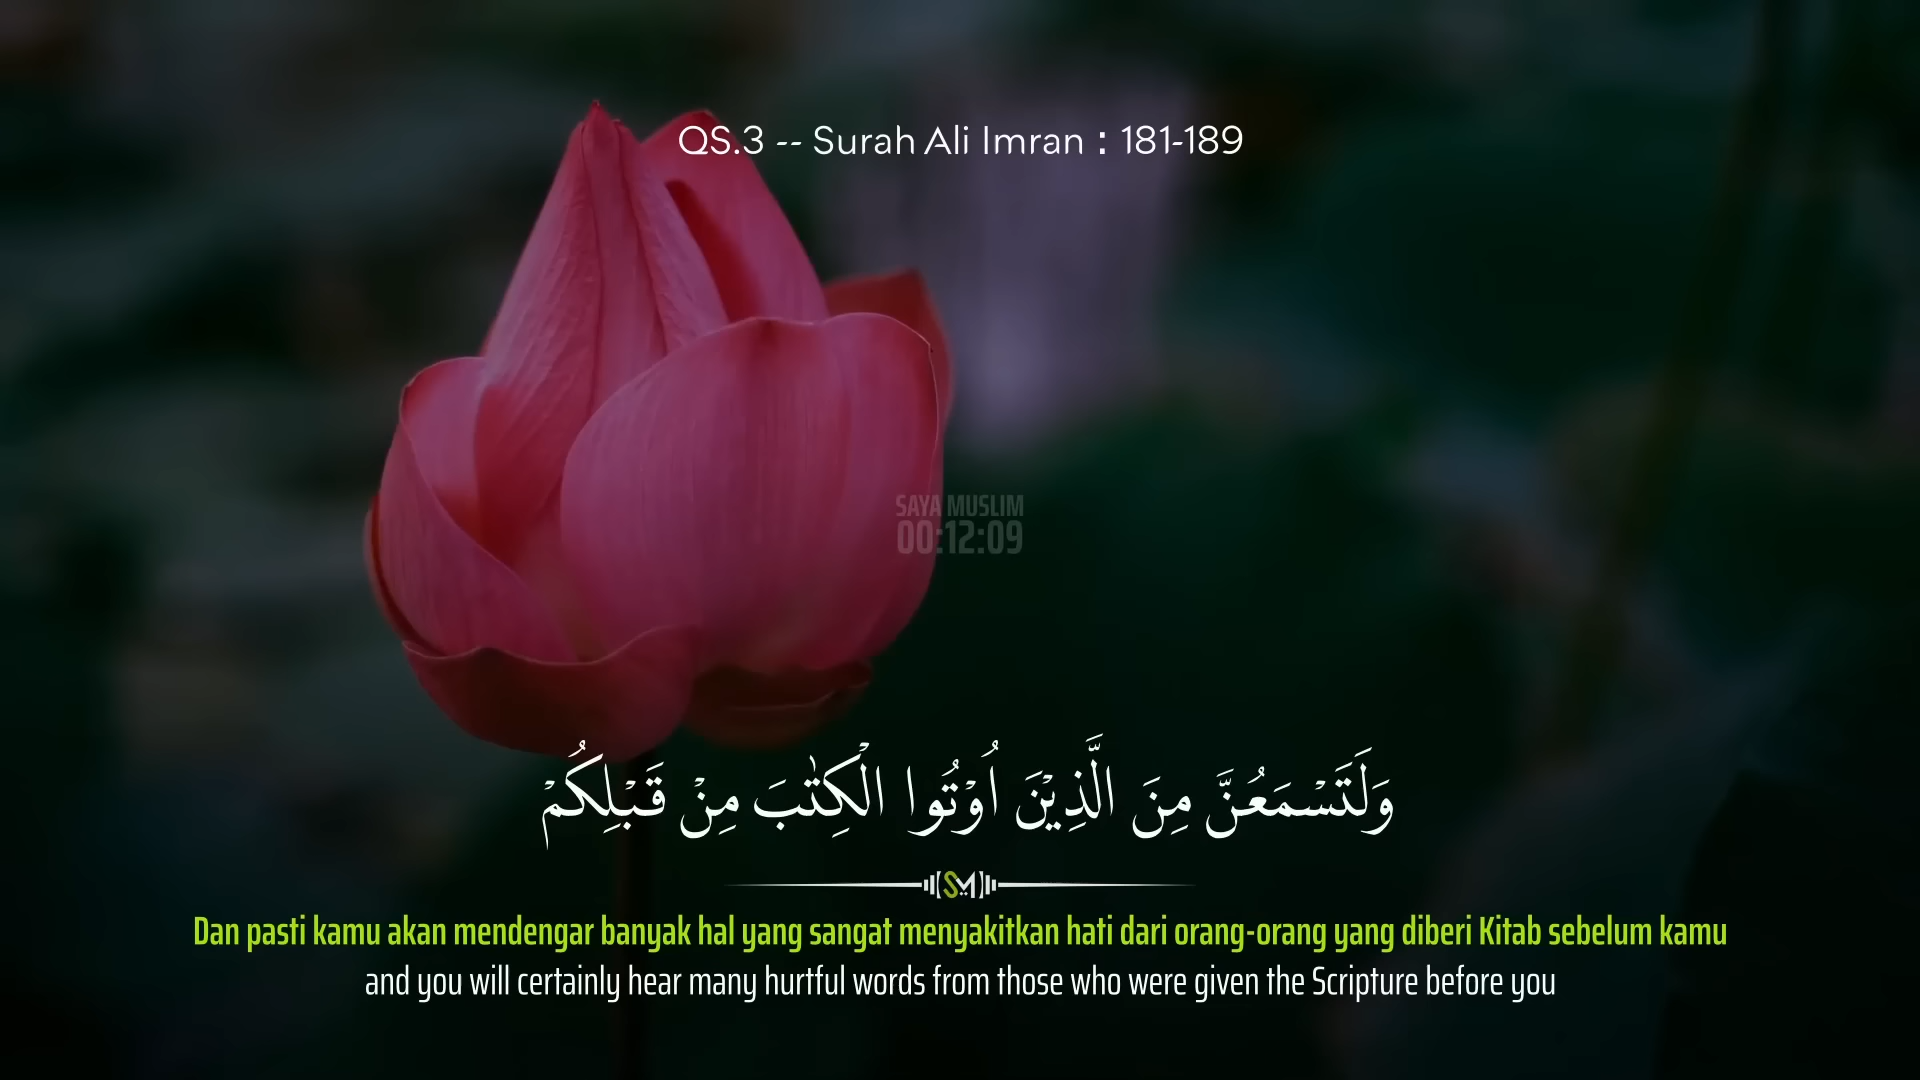 QS.3 -- Surah Ali Imran : 181-189
SAYA MUSLIM
00:12:09
وَلَتَسْمَعُنَّ مِنَ الَّذِيْنَ اُوْتُوا الْكِتٰبَ مِنْ قَبْلِكُمْ
SM
Dan pasti kamu akan mendengar banyak hal yang sangat menyakitkan hati dari orang-orang yang diberi Kitab sebelum kamu
and you will certainly hear many hurtful words from those who were given the Scripture before you